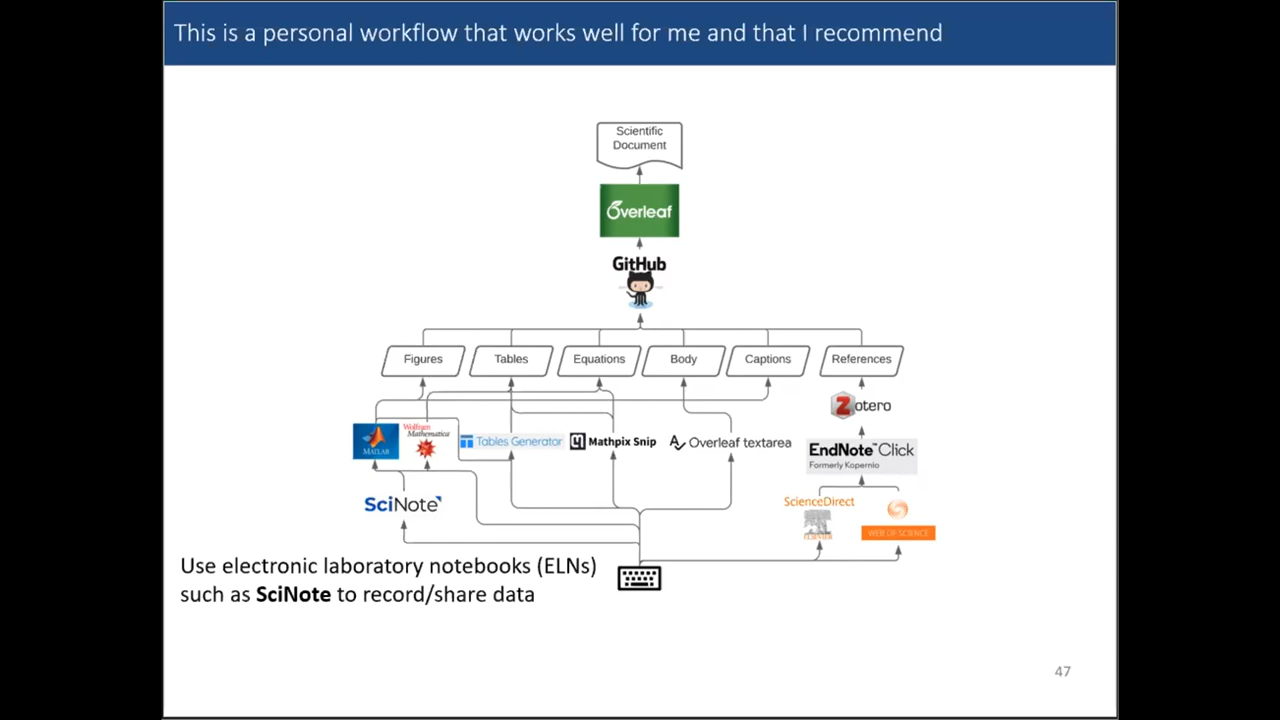 This is a personal workflow that works well for me and that I recommend
Scientific
Document
Overleaf
GitHub
Figures
Tables
Equations
Body
Captions
References
Zotero
MATLAB
Wolfram
Mathematica
Tables Generator
Mathpix Snip
Overleaf textarea
EndNote™Click
Formerly Kopernio
SciNote
ScienceDirect
ELSEVIER
WEB OF SCIENCE
Use electronic laboratory notebooks (ELNs)
such as SciNote to record/share data
47